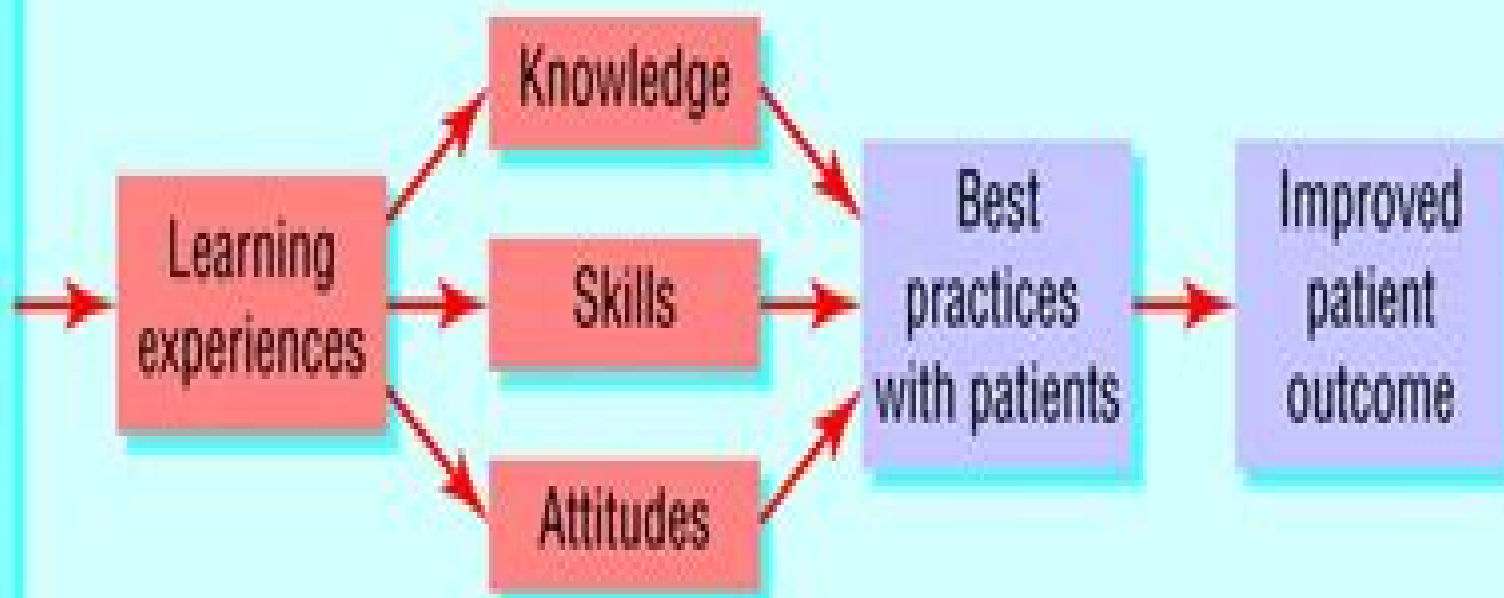 Learning
experiences
Knowledge
Skills
Attitudes
Best
practices
with patients
Improved
patient
outcome